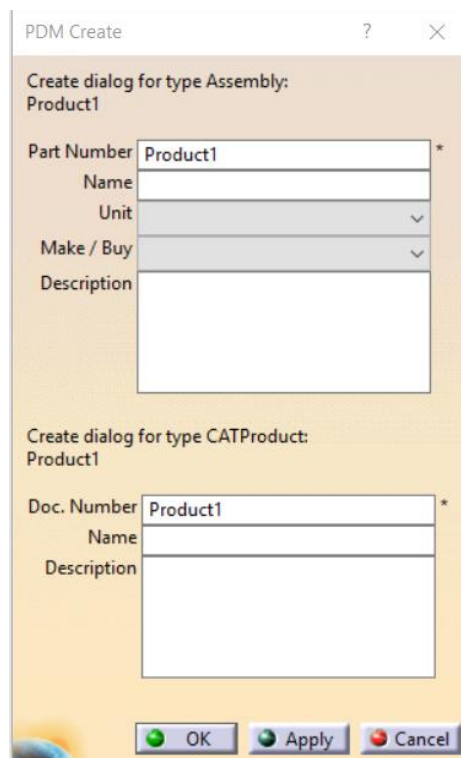 PDM Create ?
Create dialog for type Assembly:
Product1
Part Number Product1 *
Name
Unit
Make / Buy
Description
Create dialog for type CATProduct:
Product1
Doc. Number Product1 *
Name
Description
OK Apply Cancel